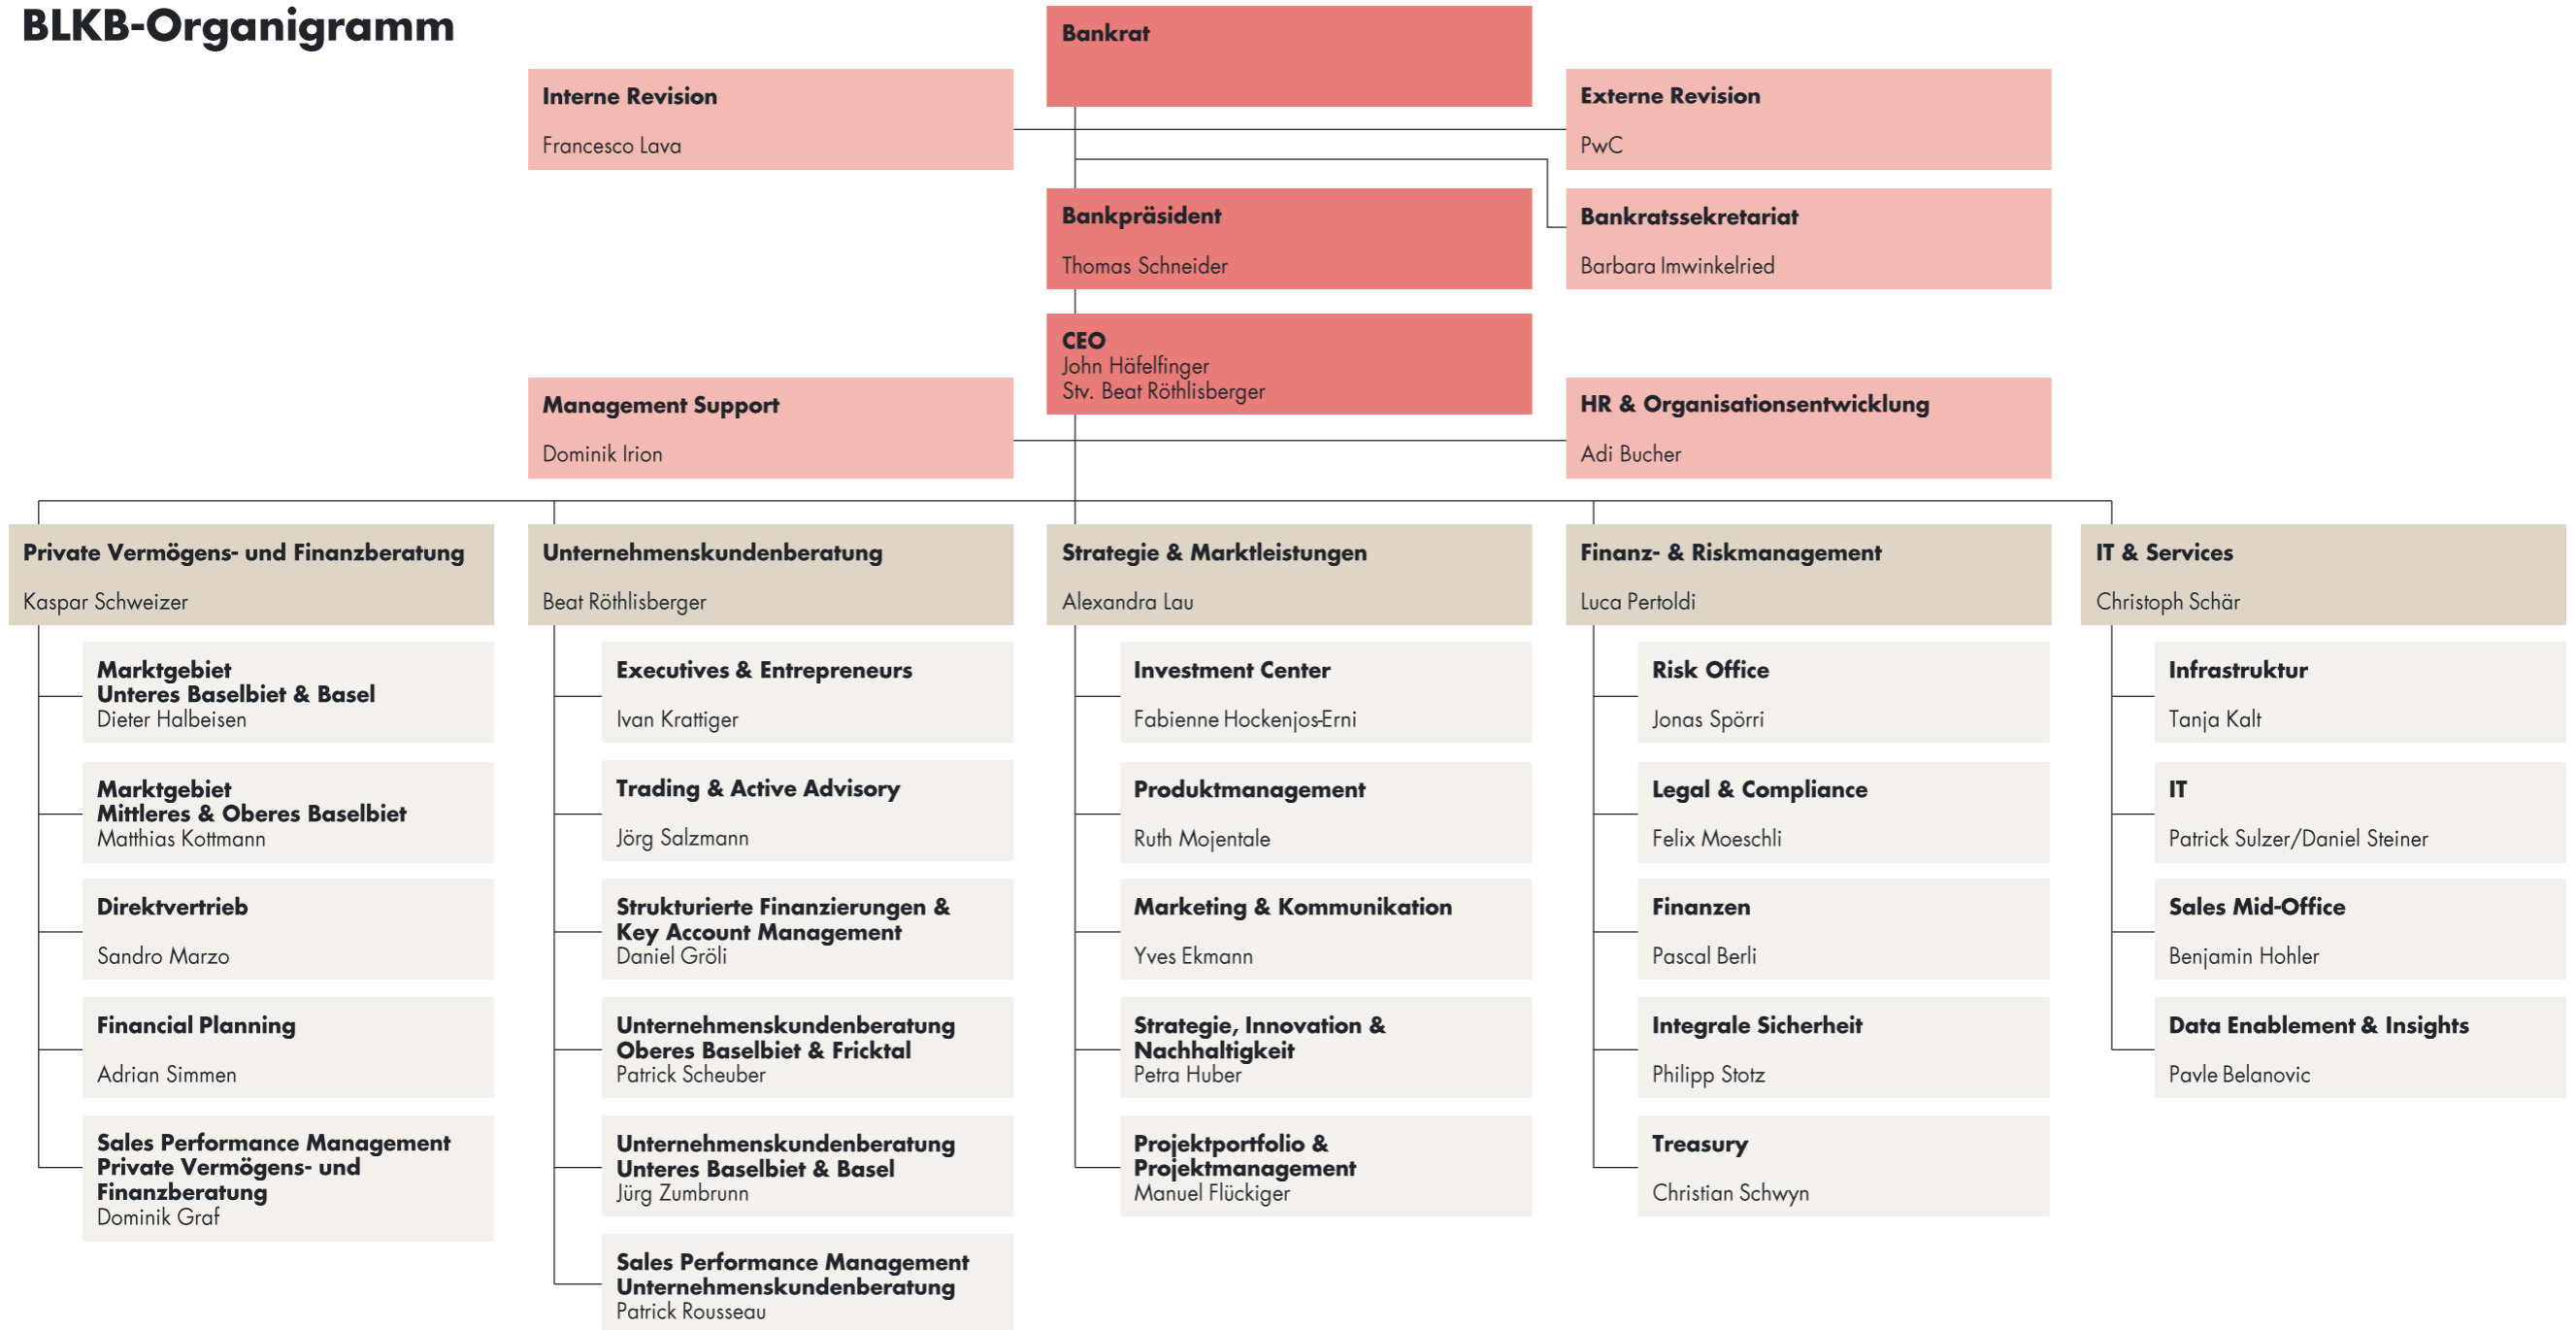 BLKB-Organigramm
Bankrat
Interne Revision
Francesco Lava
Externe Revision
PwC
Bankpräsident
Thomas Schneider
Bankratssekretariat
Barbara Imwinkelried
CEO
John Häfelfinger
Stv. Beat Röthlisberger
Management Support
Dominik Irion
HR & Organisationsentwicklung
Adi Bucher
Private Vermögens- und Finanzberatung
Kaspar Schweizer
Marktgebiet
Unteres Baselbiet & Basel
Dieter Halbeisen
Marktgebiet
Mittleres & Oberes Baselbiet
Matthias Kottmann
Direktvertrieb
Sandro Marzo
Financial Planning
Adrian Simmen
Sales Performance Management
Private Vermögens- und
Finanzberatung
Dominik Graf
Unternehmenskundenberatung
Beat Röthlisberger
Executives & Entrepreneurs
Ivan Krattiger
Trading & Active Advisory
Jörg Salzmann
Strukturierte Finanzierungen &
Key Account Management
Daniel Gröli
Unternehmenskundenberatung
Oberes Baselbiet & Fricktal
Patrick Scheuber
Unternehmenskundenberatung
Unteres Baselbiet & Basel
Jürg Zumbrunn
Sales Performance Management
Unternehmenskundenberatung
Patrick Rousseau
Strategie & Marktleistungen
Alexandra Lau
Investment Center
Fabienne Hockenjos-Erni
Produktmanagement
Ruth Mojentale
Marketing & Kommunikation
Yves Ekmann
Strategie, Innovation &
Nachhaltigkeit
Petra Huber
Projektportfolio &
Projektmanagement
Manuel Flückiger
Finanz- & Riskmanagement
Luca Pertoldi
Risk Office
Jonas Spörri
Legal & Compliance
Felix Moeschli
Finanzen
Pascal Berli
Integrale Sicherheit
Philipp Stotz
Treasury
Christian Schwyn
IT & Services
Christoph Schär
Infrastruktur
Tanja Kalt
IT
Patrick Sulzer/Daniel Steiner
Sales Mid-Office
Benjamin Hohler
Data Enablement & Insights
Pavle Belanovic